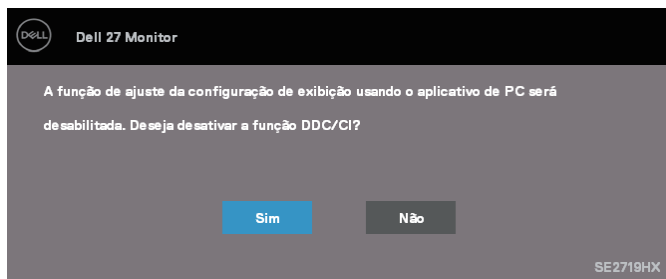 DELL
Dell 27 Monitor
A função de ajuste da configuração de exibição usando o aplicativo de PC será
desabilitada. Deseja desativar a função DDC/CI?
Sim Não
SE2719HX